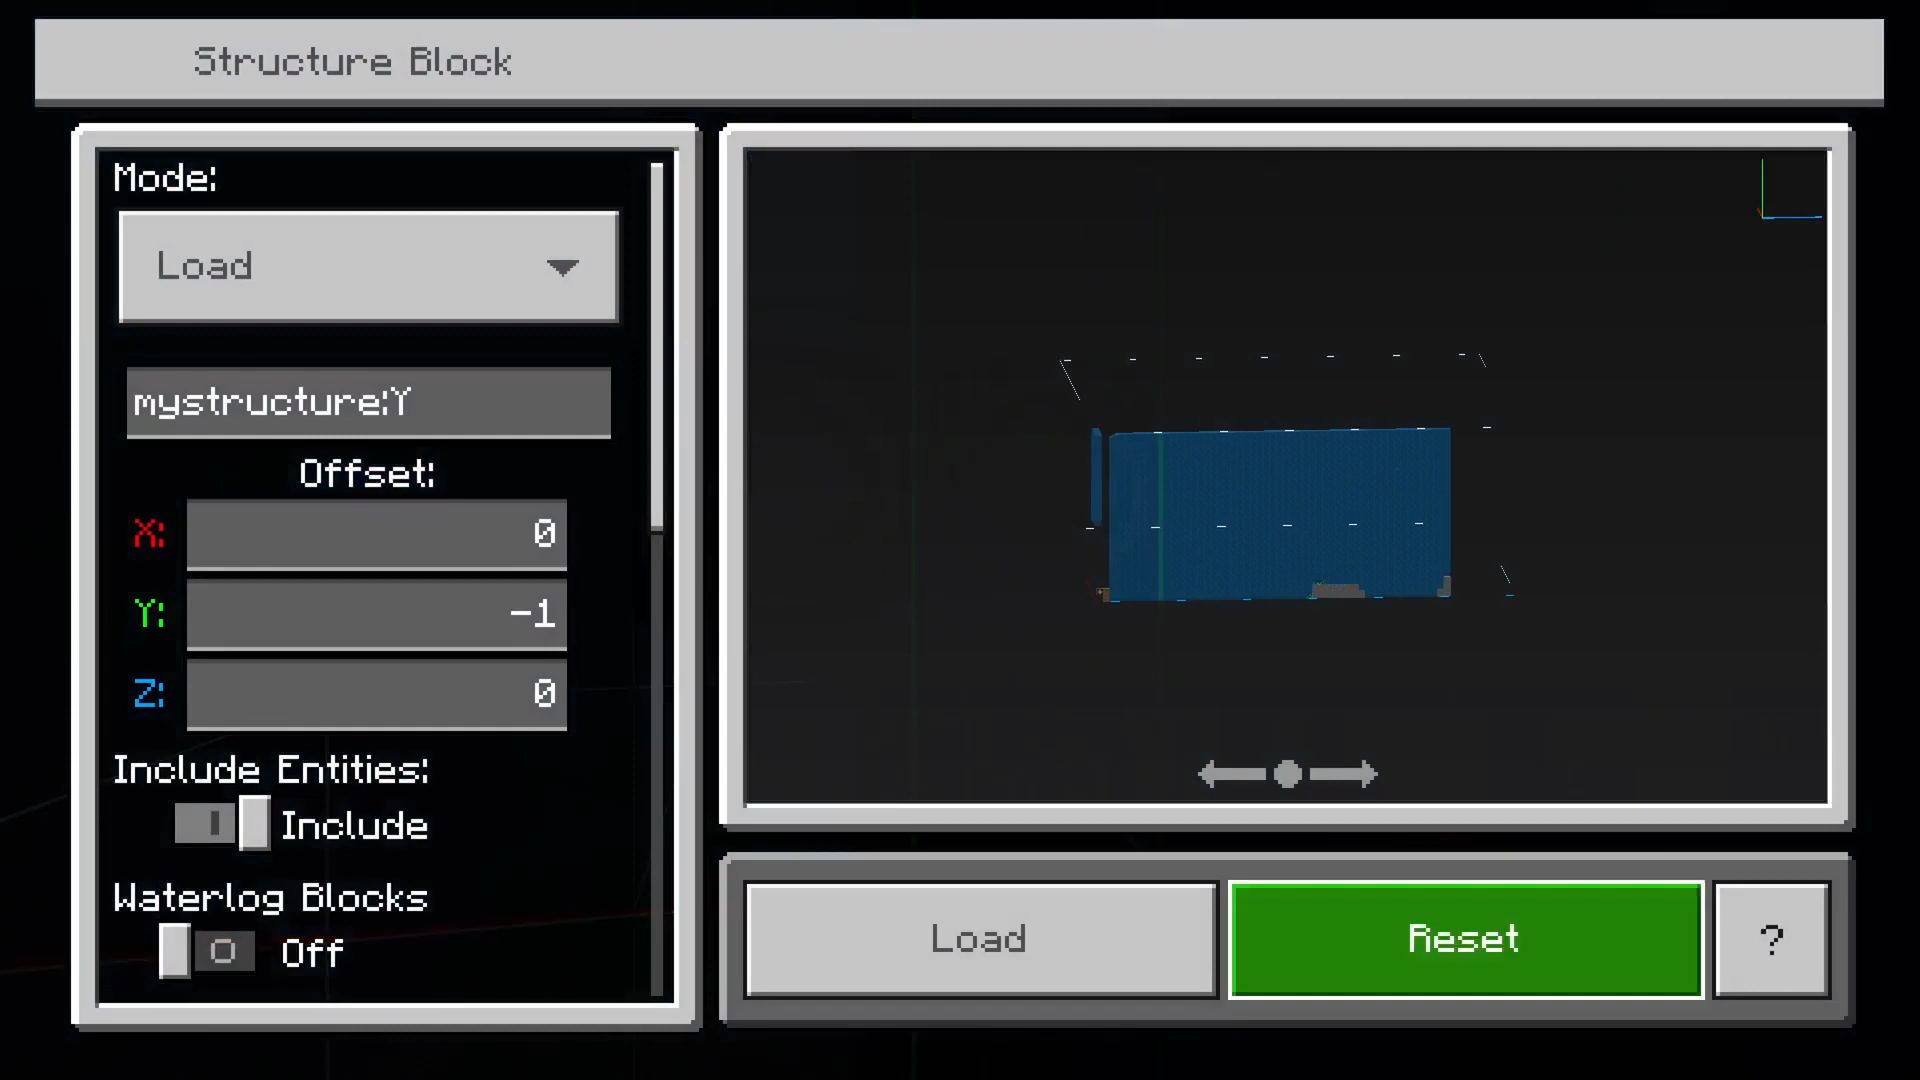 Structure Block
Mode:
Load
mystructure:Y
Offset:
X: 0
Y: -1
Z: 0
Include Entities:
Include
Waterlog Blocks
Off
Load
Reset
?